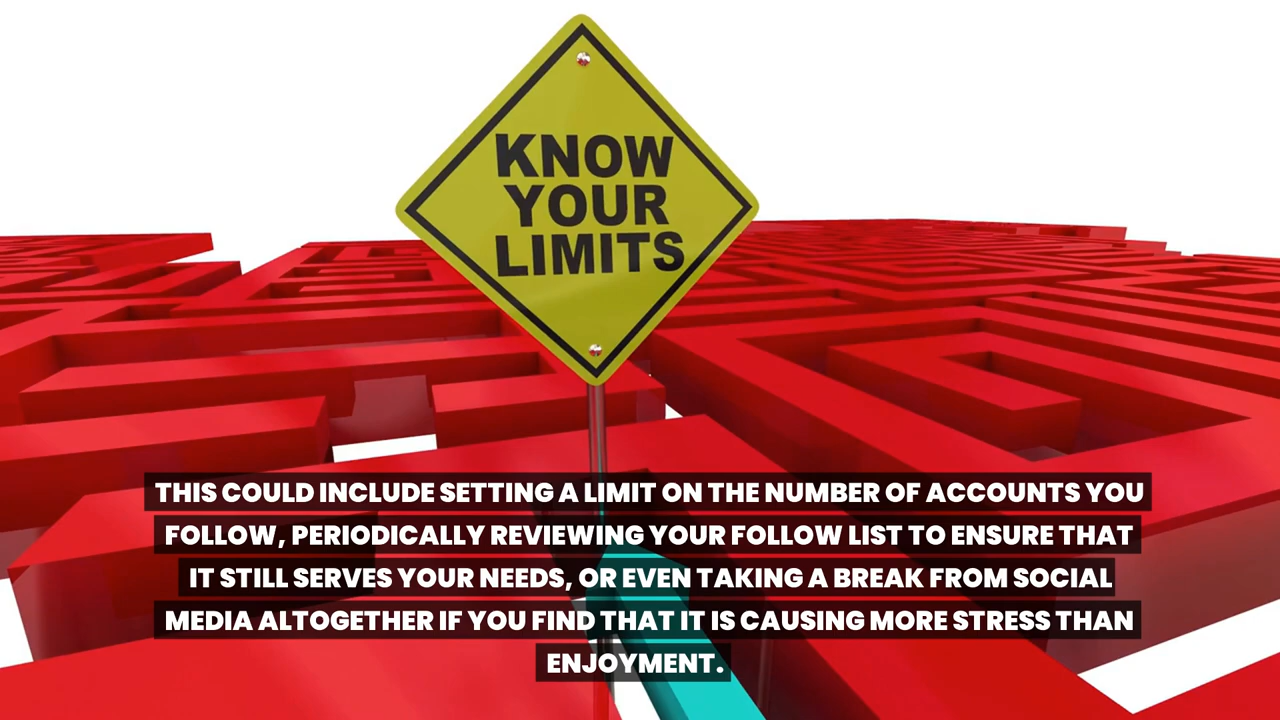 KNOW
YOUR
LIMITS
THIS COULD INCLUDE SETTING A LIMIT ON THE NUMBER OF ACCOUNTS YOU
FOLLOW, PERIODICALLY REVIEWING YOUR FOLLOW LIST TO ENSURE THAT
IT STILL SERVES YOUR NEEDS, OR EVEN TAKING A BREAK FROM SOCIAL
MEDIA ALTOGETHER IF YOU FIND THAT IT IS CAUSING MORE STRESS THAN
ENJOYMENT.